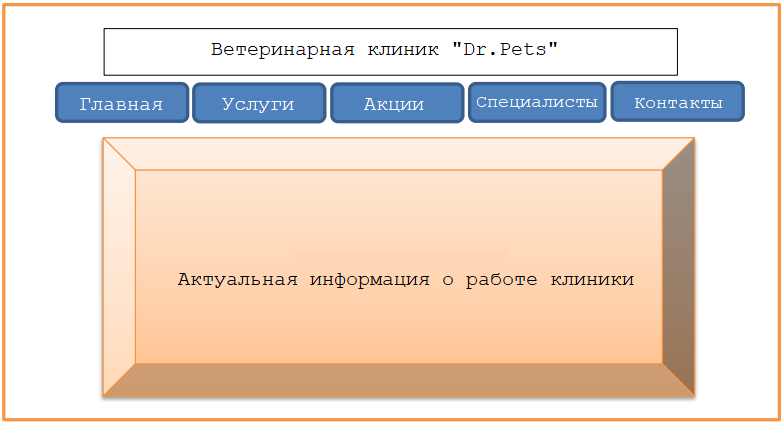 Ветеринарная клиник "Dr.Pets"
Главная
Услуги
Акции
Специалисты
Контакты
Актуальная информация о работе клиники